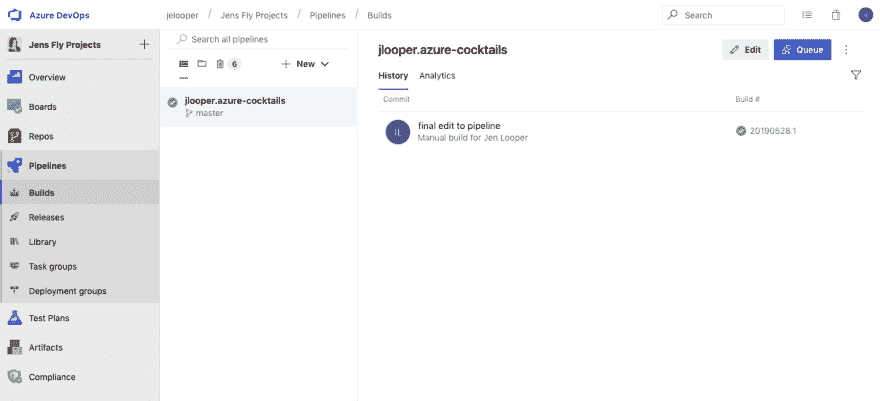 Azure DevOps
jelooper / Jens Fly Projects / Pipelines / Builds
Search
Jens Fly Projects
Overview
Boards
Repos
Pipelines
Builds
Releases
Library
Task groups
Deployment groups
Test Plans
Artifacts
Compliance
Search all pipelines
6
New
jlooper.azure-cocktails
master
jlooper.azure-cocktails
Edit
Queue
History Analytics
Commit Build #
JL
final edit to pipeline
Manual build for Jen Looper
20190528.1